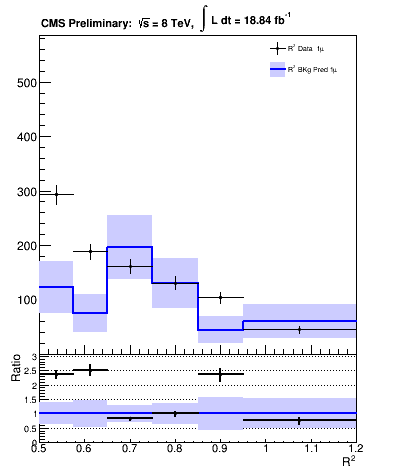 CMS Preliminary: √s = 8 TeV, ∫ L dt = 18.84 fb⁻¹
R² Data 1μ
R² BKg Pred 1μ
500
400
300
200
100
Ratio
3
2.5
2
1.5
1
0.5
0
0.5 0.6 0.7 0.8 0.9 1 1.1 1.2
R²